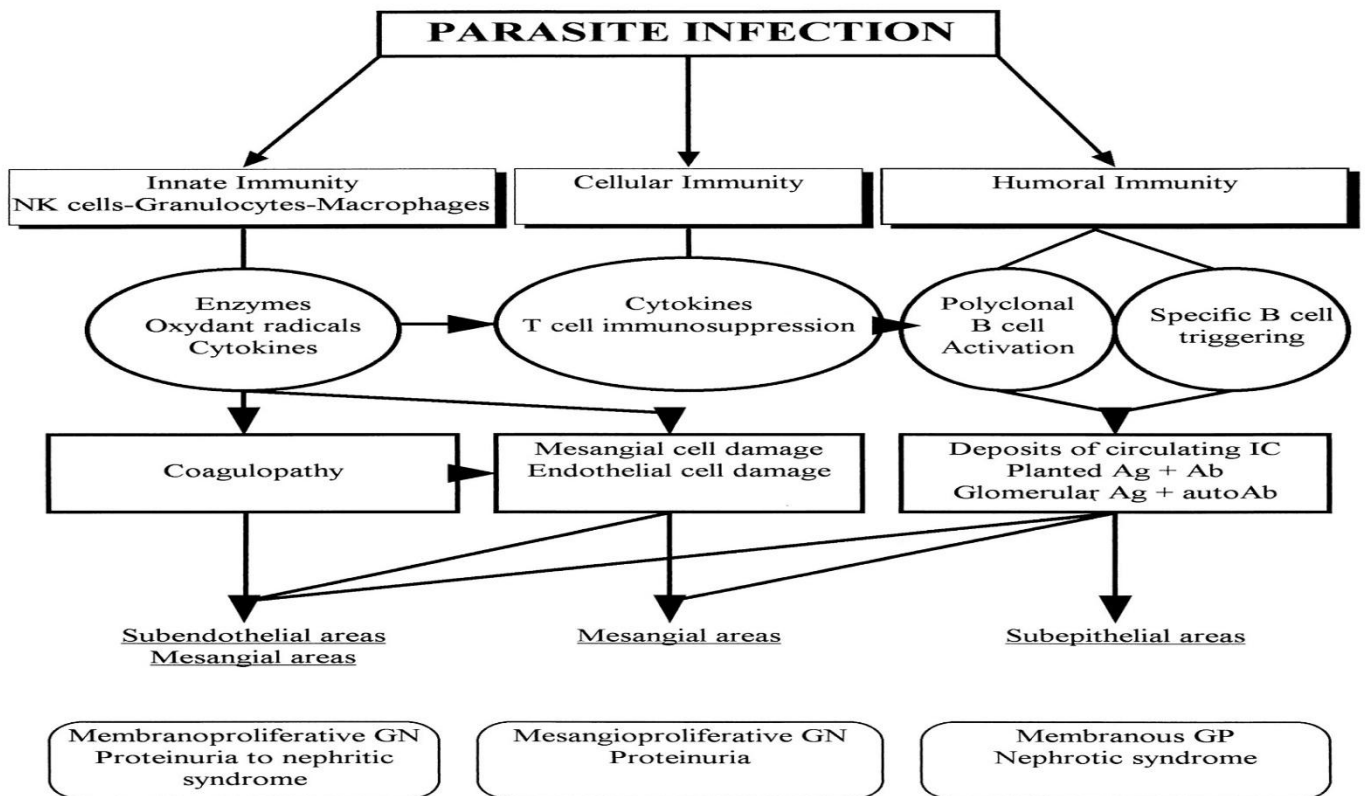 PARASITE INFECTION
Innate Immunity
NK cells-Granulocytes-Macrophages
Cellular Immunity
Humoral Immunity
Enzymes
Oxydant radicals
Cytokines
Cytokines
T cell immunosuppression
Polyclonal
B cell
Activation
Specific B cell
triggering
Coagulopathy
Mesangial cell damage
Endothelial cell damage
Deposits of circulating IC
Planted Ag + Ab
Glomerular Ag + autoAb
Subendothelial areas
Mesangial areas
Mesangial areas
Subepithelial areas
Membranoproliferative GN
Proteinuria to nephritic
syndrome
Mesangioproliferative GN
Proteinuria
Membranous GP
Nephrotic syndrome